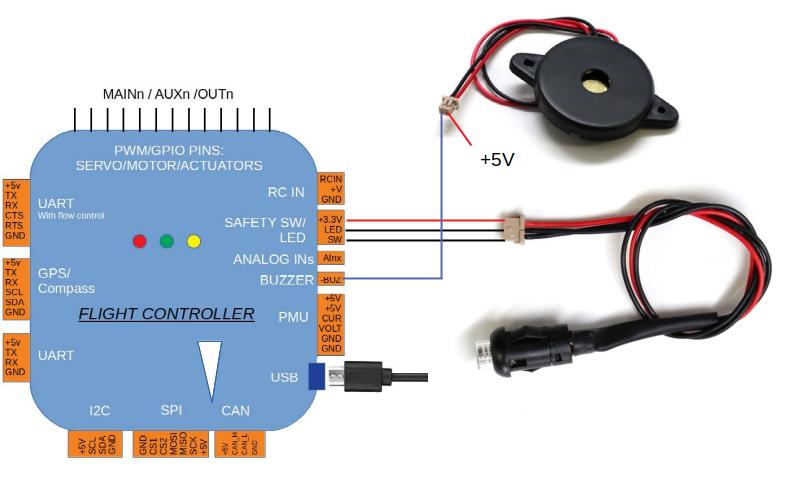 MAINn / AUXn /OUTn
PWM/GPIO PINS:
SERVO/MOTOR/ACTUATORS
+5v
TX
RX
CTS
RTS
GND
UART
With flow control
+5v
TX
RX
SCL
SDA
GND
GPS/
Compass
+5v
TX
RX
GND
UART
FLIGHT CONTROLLER
RC IN
RCIN
+V
GND
SAFETY SW/
LED
+3.3V
LED
SW
ANALOG INs
AInx
BUZZER
-BUZ
PMU
+5V
+5V
CUR
VOLT
GND
GND
USB
I2C
SPI
CAN
+5V
SCL
SDA
GND
GND
CS1
CS2
MOSI
MISO
SCK
+5V
+5V
CAN_H
CAN_L
GND
+5V